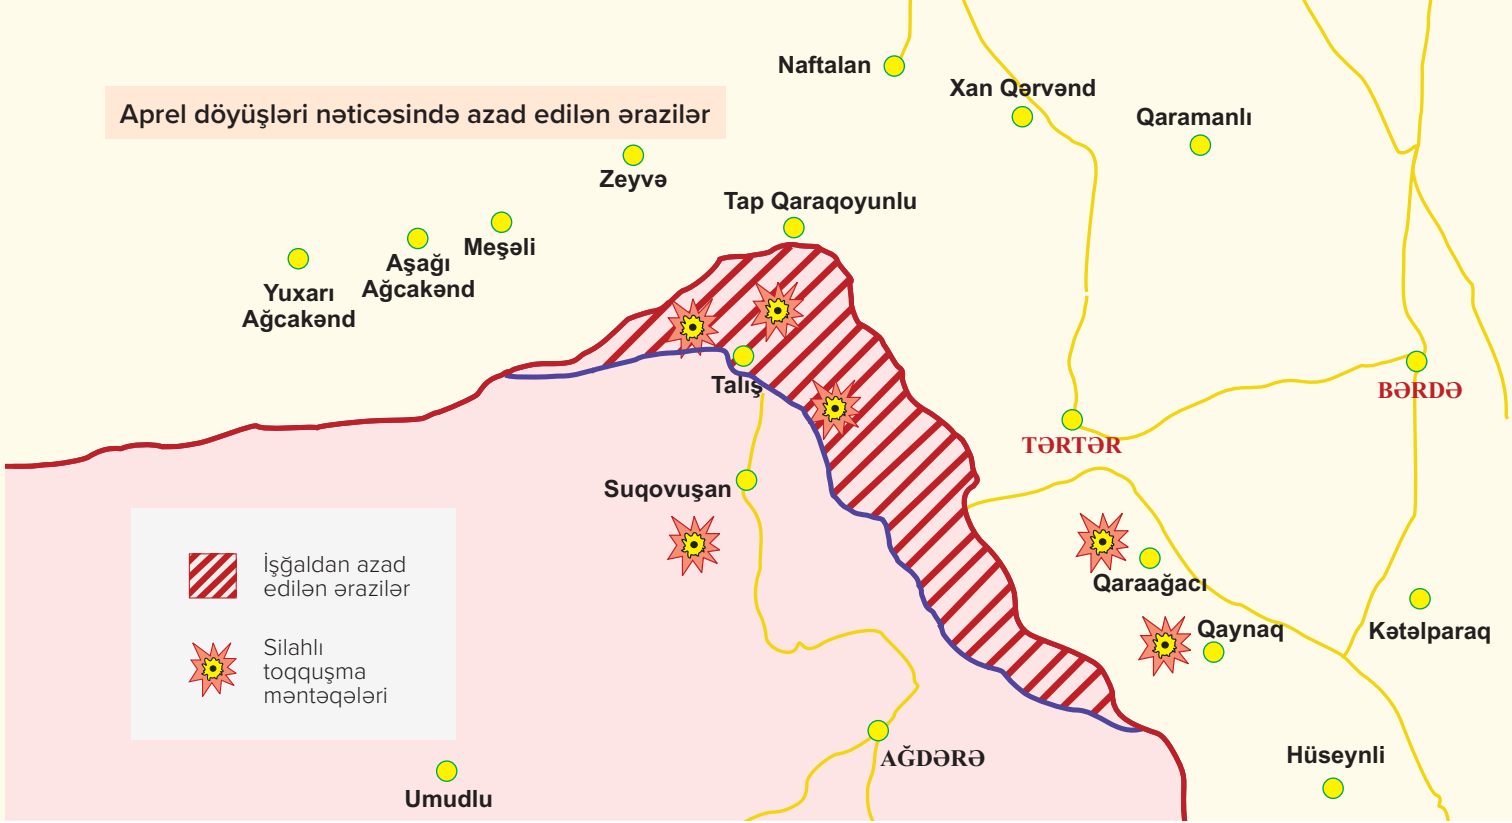 Naftalan
Xan Qərvənd
Aprel döyüşləri nəticəsində azad edilən ərazilər
Qaramanlı
Zeyvə
Tap Qaraqoyunlu
Meşəli
Aşağı
Ağcakənd
Yuxarı
Ağcakənd
Talış
BƏRDƏ
TƏRTƏR
Suqovuşan
İşğaldan azad
edilən ərazilər
Qaraağacı
Qaynaq
Kətəlparaq
Silahlı
toqquşma
məntəqələri
AĞDƏRƏ
Hüseynli
Umudlu